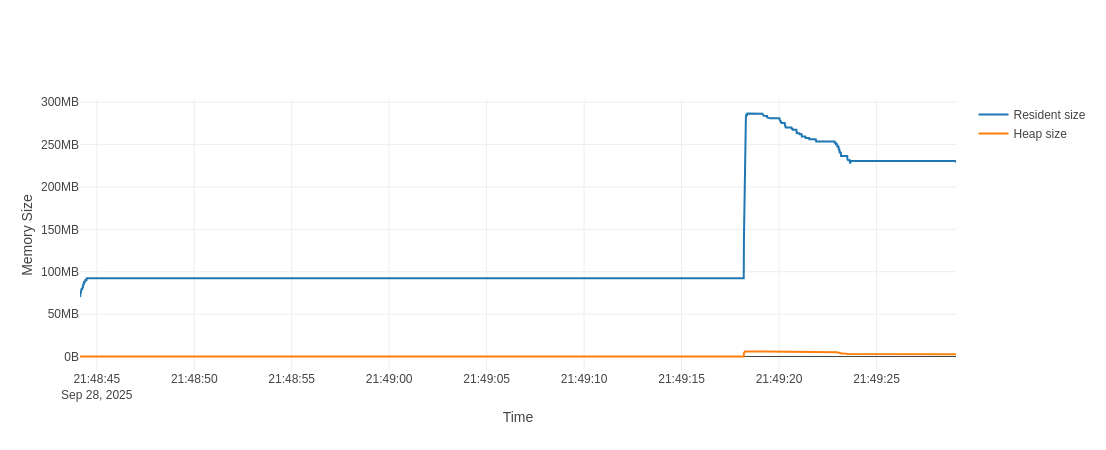 300MB
250MB
200MB
150MB
100MB
50MB
0B
Memory Size
21:48:45
Sep 28, 2025
21:48:50
21:48:55
21:49:00
21:49:05
21:49:10
21:49:15
21:49:20
21:49:25
Time
Resident size
Heap size